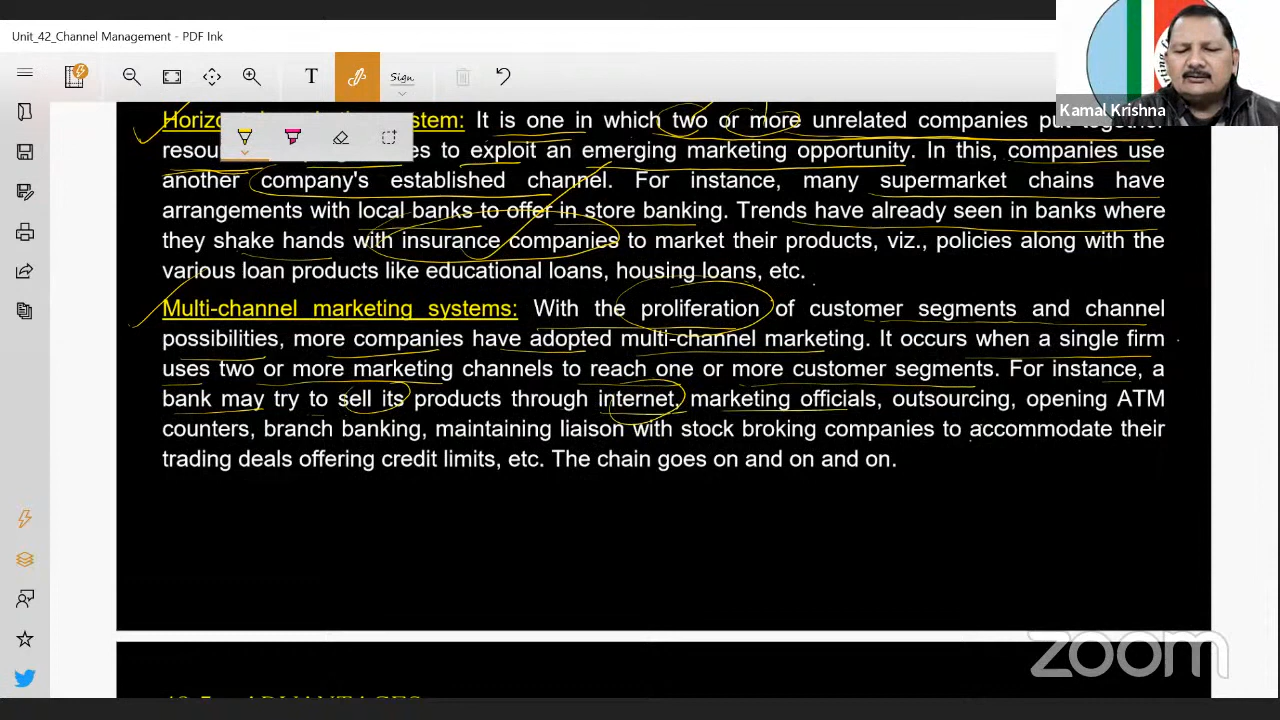 Unit_42_Channel Management - PDF Ink
T
Sign
Kamal Krishna
stem: It is one in which two or more unrelated companies put together
es to exploit an emerging marketing opportunity. In this, companies use
another company's established channel. For instance, many supermarket chains have
arrangements with local banks to offer in store banking. Trends have already seen in banks where
they shake hands with insurance companies to market their products, viz., policies along with the
various loan products like educational loans, housing loans, etc.
Multi-channel marketing systems: With the proliferation of customer segments and channel
possibilities, more companies have adopted multi-channel marketing. It occurs when a single firm
uses two or more marketing channels to reach one or more customer segments. For instance, a
bank may try to sell its products through internet, marketing officials, outsourcing, opening ATM
counters, branch banking, maintaining liaison with stock broking companies to accommodate their
trading deals offering credit limits, etc. The chain goes on and on and on.
zoom
ADVANTAGES